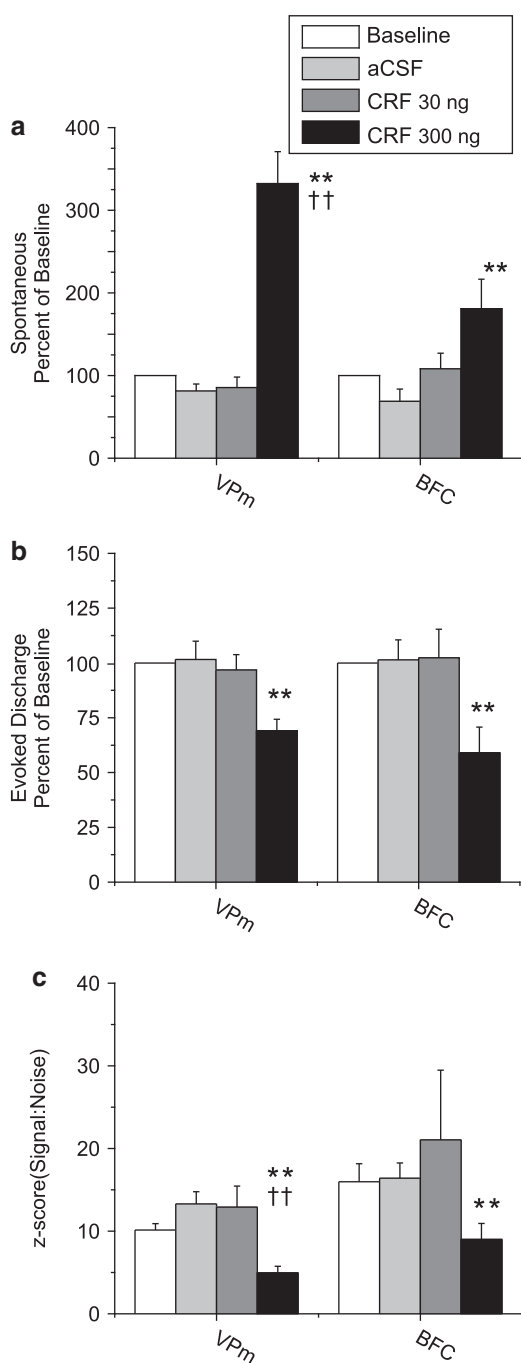 Baseline
aCSF
CRF 30 ng
CRF 300 ng
a
Spontaneous
Percent of Baseline
400
300
200
100
0
**
††
**
VPm
BFC
b
Evoked Discharge
Percent of Baseline
150
125
100
75
50
25
0
**
**
VPm
BFC
c
z-score(Signal:Noise)
40
30
20
10
0
**
††
**
VPm
BFC